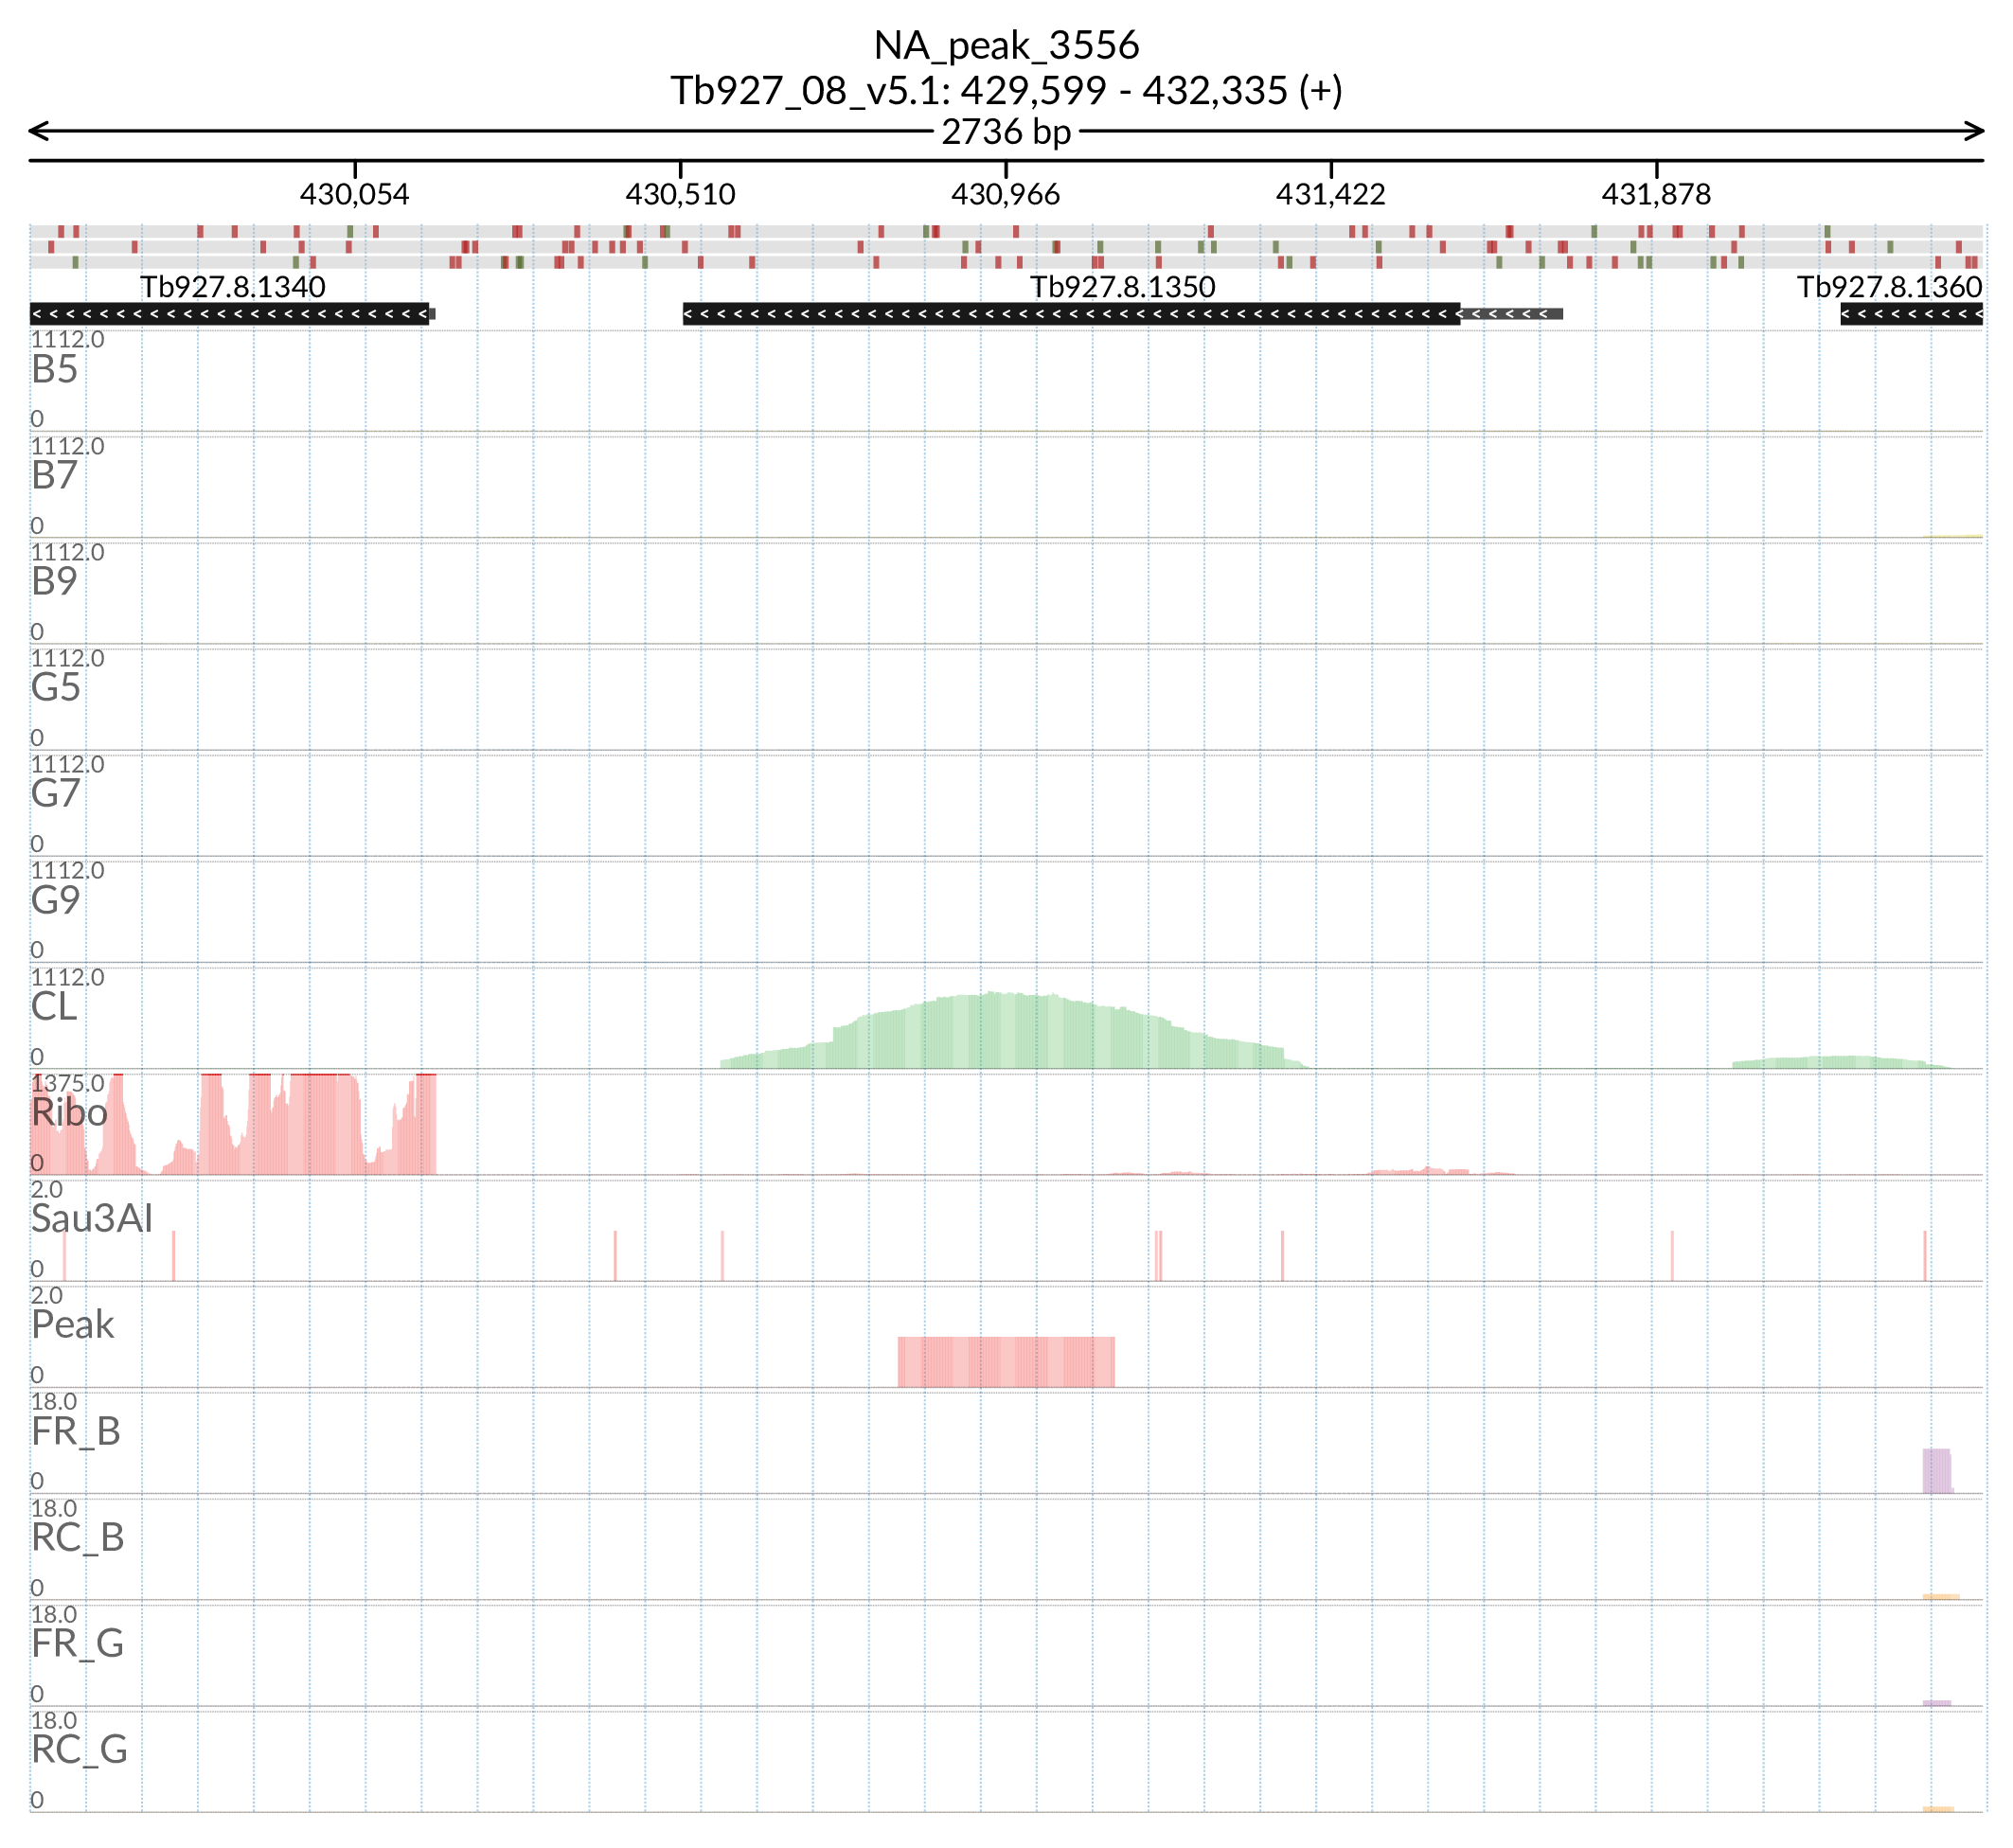 NA_peak_3556
Tb927_08_v5.1: 429,599 - 432,335 (+)
2736 bp
430,054 430,510 430,966 431,422 431,878
Tb927.8.1340 Tb927.8.1350 Tb927.8.1360
1112.0
B5
0
1112.0
B7
0
1112.0
B9
0
1112.0
G5
0
1112.0
G7
0
1112.0
G9
0
1112.0
CL
0
1375.0
Ribo
0
2.0
Sau3AI
0
2.0
Peak
0
18.0
FR_B
0
18.0
RC_B
0
18.0
FR_G
0
18.0
RC_G
0